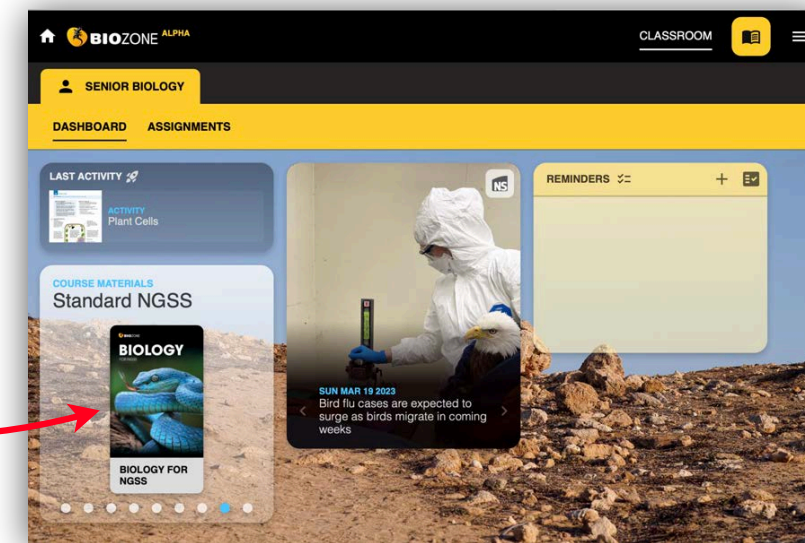 BIOZONE ALPHA
CLASSROOM
SENIOR BIOLOGY
DASHBOARD ASSIGNMENTS
LAST ACTIVITY
ACTIVITY
Plant Cells
COURSE MATERIALS
Standard NGSS
BIOZONE
BIOLOGY
FOR NGSS
BIOLOGY FOR
NGSS
NS
SUN MAR 19 2023
Bird flu cases are expected to
surge as birds migrate in coming
weeks
REMINDERS